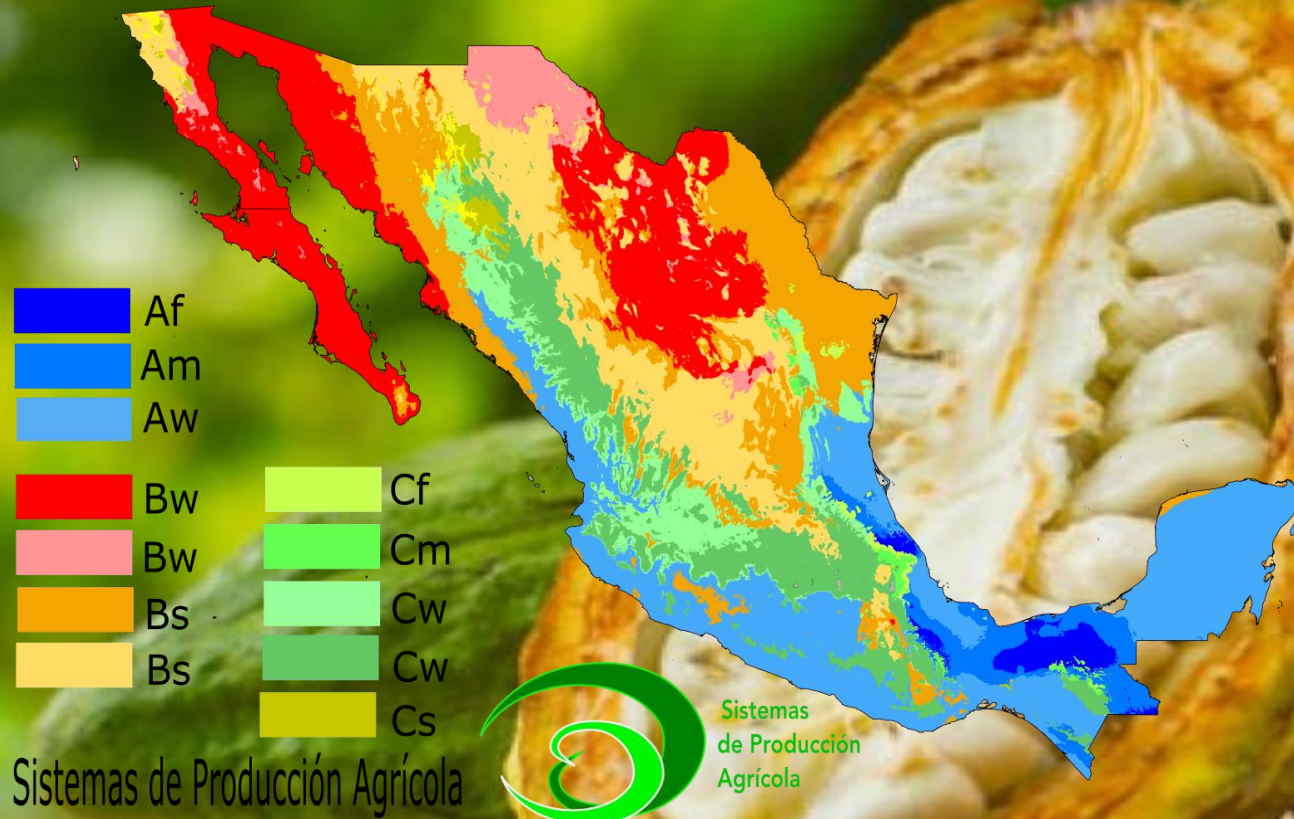 Af
Am
Aw
Bw
Bw
Bs
Bs
Cf
Cm
Cw
Cw
Cs
Sistemas de Producción Agrícola
Sistemas
de Producción
Agrícola